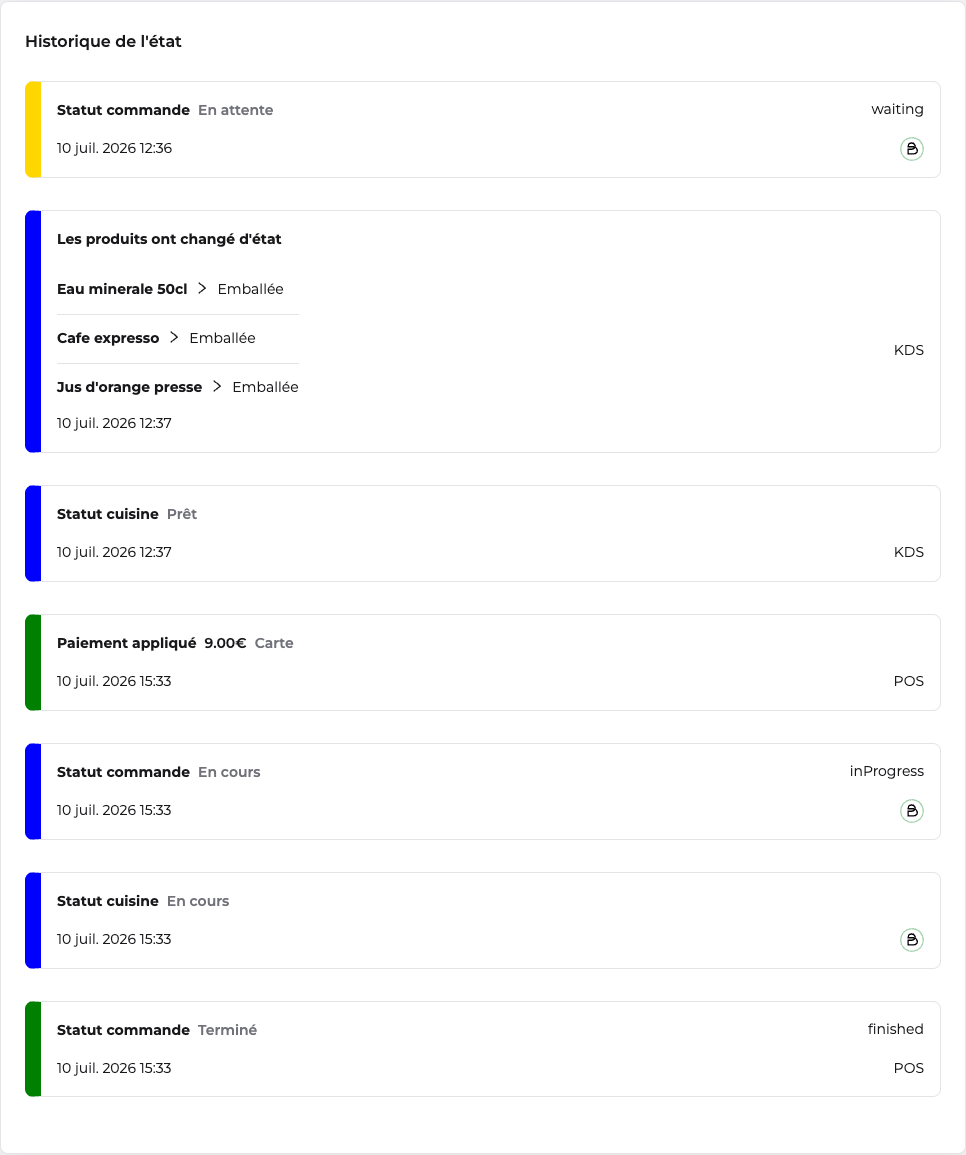 Historique de l'état
Statut commande En attente waiting
10 juil. 2026 12:36
Les produits ont changé d'état
Eau minerale 50cl > Emballée
Cafe expresso > Emballée
KDS
Jus d'orange presse > Emballée
10 juil. 2026 12:37
Statut cuisine Prêt
10 juil. 2026 12:37 KDS
Paiement appliqué 9.00€ Carte
10 juil. 2026 15:33 POS
Statut commande En cours inProgress
10 juil. 2026 15:33
Statut cuisine En cours
10 juil. 2026 15:33
Statut commande Terminé finished
10 juil. 2026 15:33 POS